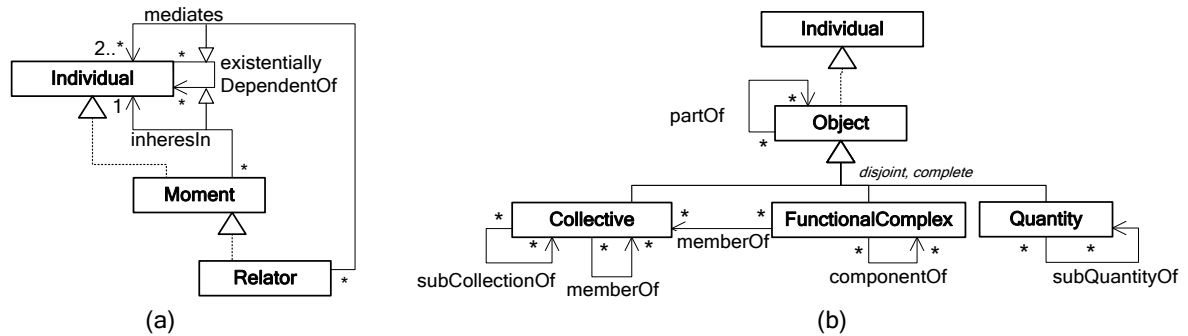 mediates
2..*
*
existentially
DependentOf
Individual
*
1
inheresIn
*
Moment
Relator
*
(a)
Individual
*
partOf
Object
*
disjoint, complete
Collective
FunctionalComplex
Quantity
*
*
*
*
*
memberOf
*
*
*
*
*
*
subCollectionOf
memberOf
componentOf
subQuantityOf
(b)